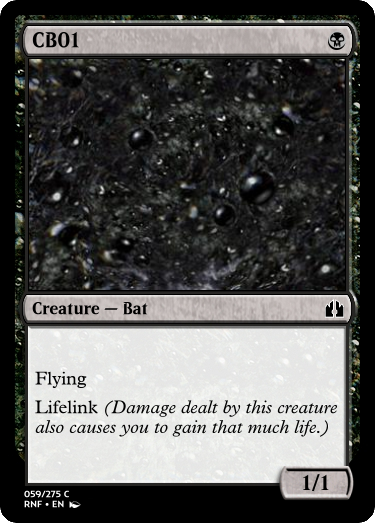 CB01
Creature — Bat
Flying
Lifelink (Damage dealt by this creature
also causes you to gain that much life.)
1/1
059/275 C
RNF • EN